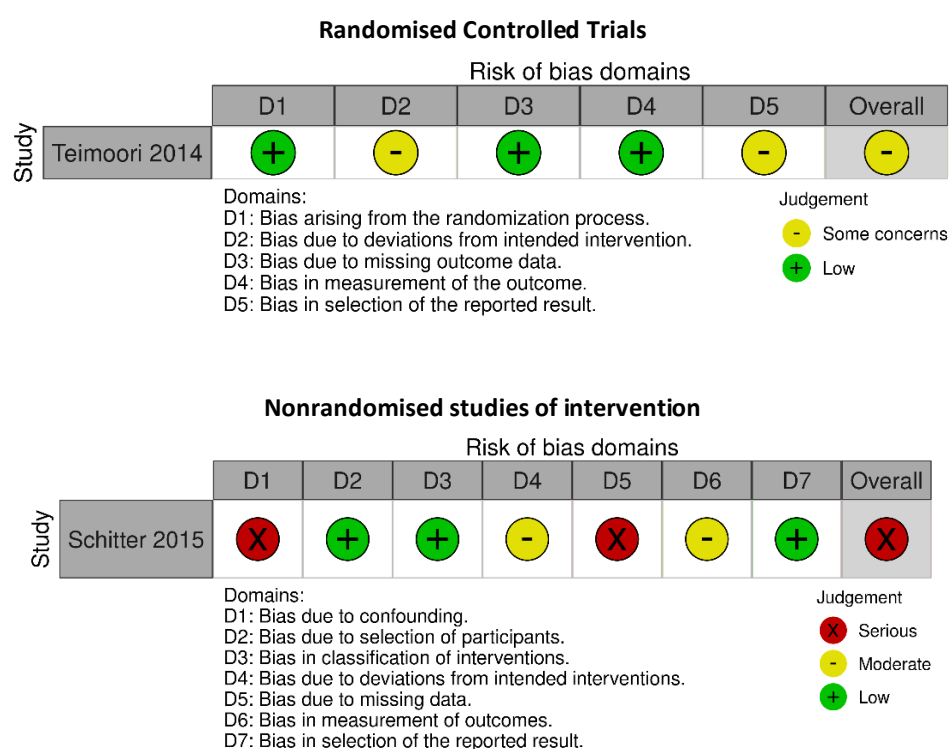 Randomised Controlled Trials
Risk of bias domains
D1 D2 D3 D4 D5 Overall
Study
Teimoori 2014 + - + + - -
Domains:
D1: Bias arising from the randomization process.
D2: Bias due to deviations from intended intervention.
D3: Bias due to missing outcome data.
D4: Bias in measurement of the outcome.
D5: Bias in selection of the reported result.
Judgement
- Some concerns
+ Low
Nonrandomised studies of intervention
Risk of bias domains
D1 D2 D3 D4 D5 D6 D7 Overall
Study
Schitter 2015 X + + - X - + X
Domains:
D1: Bias due to confounding.
D2: Bias due to selection of participants.
D3: Bias in classification of interventions.
D4: Bias due to deviations from intended interventions.
D5: Bias due to missing data.
D6: Bias in measurement of outcomes.
D7: Bias in selection of the reported result.
Judgement
X Serious
- Moderate
+ Low